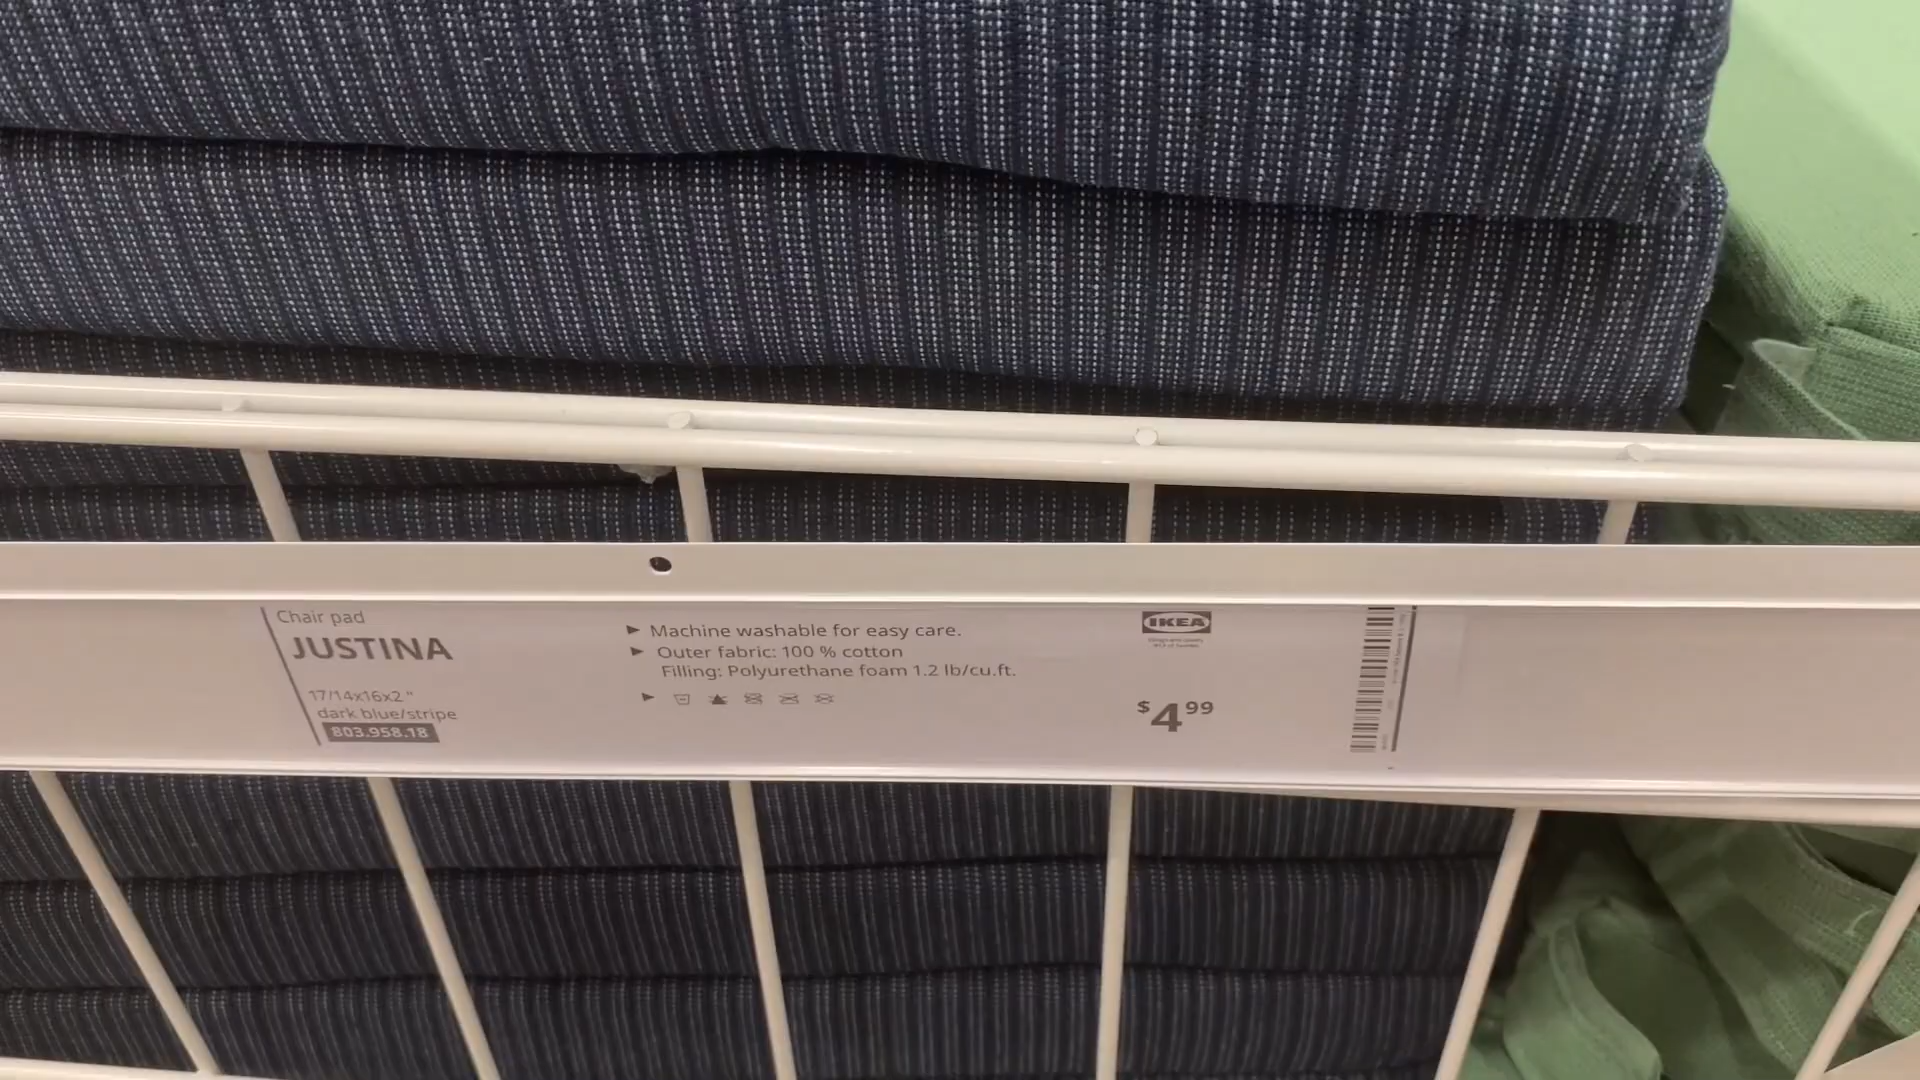 Chair pad
JUSTINA
17/14x16x2"
dark blue/stripe
803.958.18
► Machine washable for easy care.
► Outer fabric: 100 % cotton
Filling: Polyurethane foam 1.2 lb/cu.ft.
IKEA
$4.99